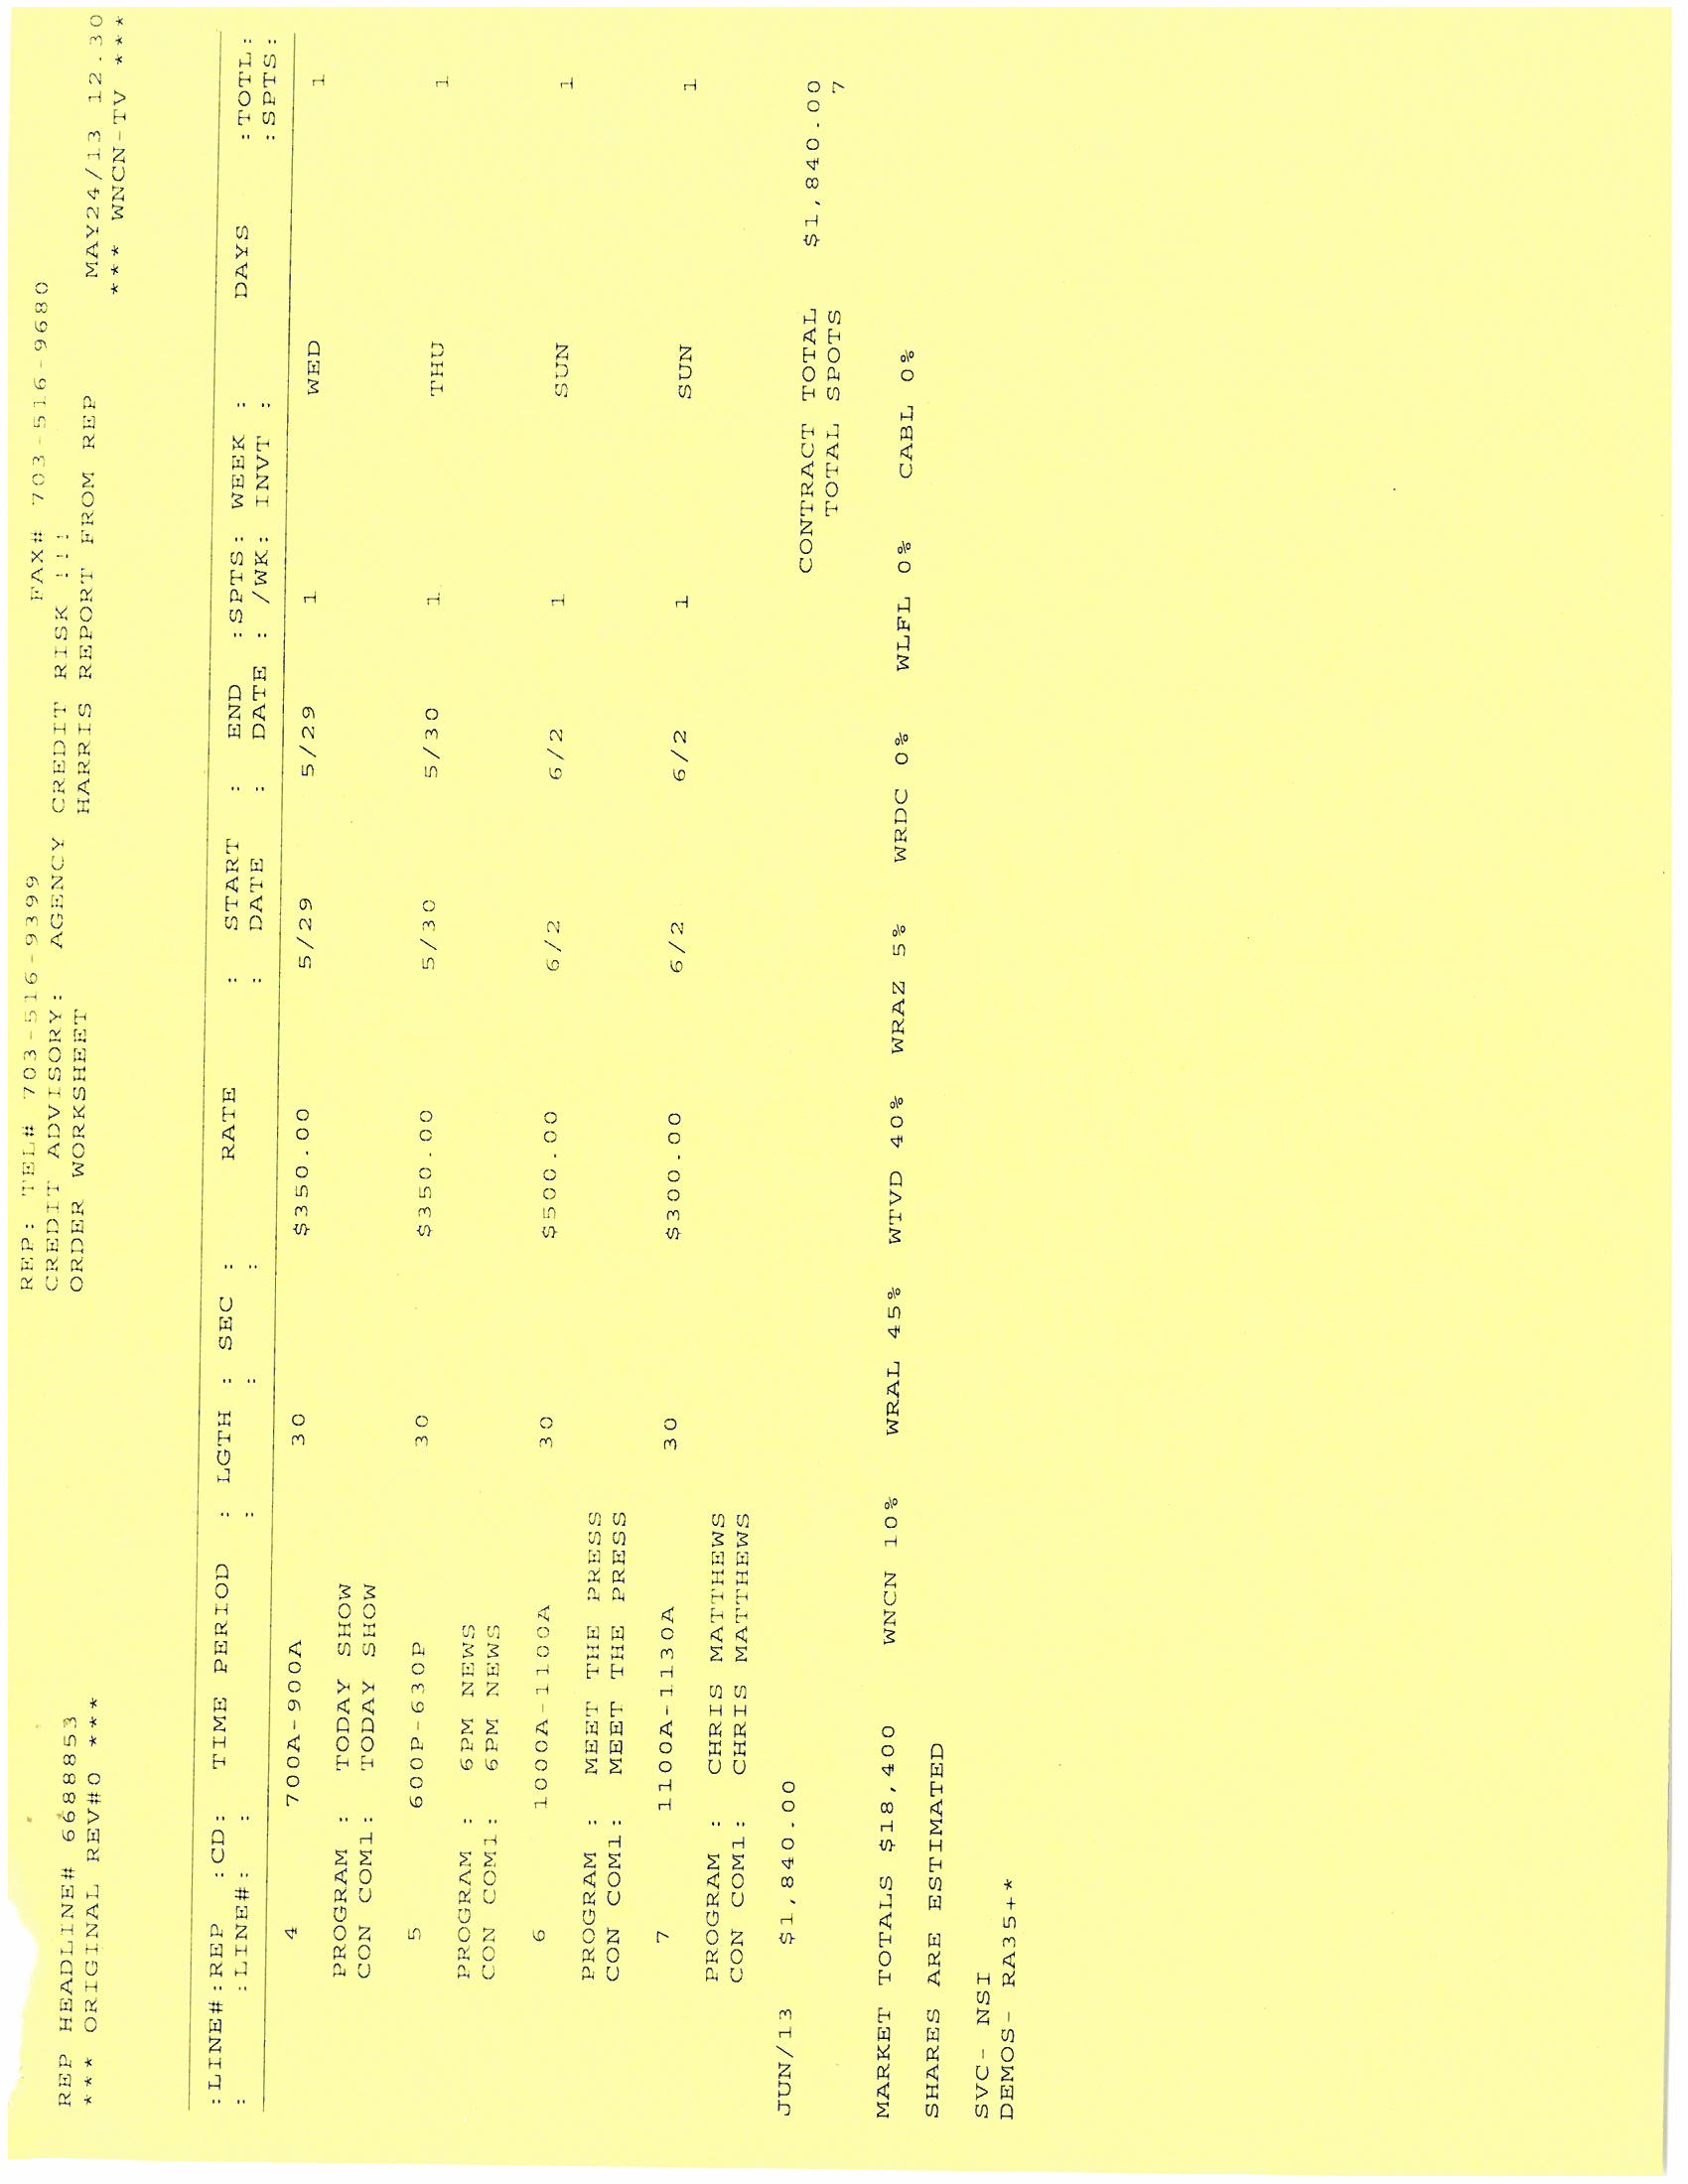 REP: TEL# 703-516-9399 FAX# 703-516-9680
REP HEADLINE# 6688853 CREDIT ADVISORY: AGENCY CREDIT RISK !!!
*** ORIGINAL REV#0 *** ORDER WORKSHEET HARRIS REPORT FROM REP MAY24/13 12.30
*** WNCN-TV ***
:LINE#:REP :CD: TIME PERIOD : LGTH : SEC : RATE : START : END :SPTS: WEEK : DAYS :TOTL:
: :LINE#: : : : : : DATE : DATE : /WK: INVT : :SPTS:
4 700A-900A 30 $350.00 5/29 5/29 1 WED 1
PROGRAM : TODAY SHOW
CON COM1: TODAY SHOW
5 600P-630P 30 $350.00 5/30 5/30 1 THU 1
PROGRAM : 6PM NEWS
CON COM1: 6PM NEWS
6 1000A-1100A 30 $500.00 6/2 6/2 1 SUN 1
PROGRAM : MEET THE PRESS
CON COM1: MEET THE PRESS
7 1100A-1130A 30 $300.00 6/2 6/2 1 SUN 1
PROGRAM : CHRIS MATTHEWS
CON COM1: CHRIS MATTHEWS
JUN/13 $1,840.00 CONTRACT TOTAL $1,840.00
TOTAL SPOTS 7
MARKET TOTALS $18,400 WNCN 10% WRAL 45% WTVD 40% WRAZ 5% WRDC 0% WLFL 0% CABL 0%
SHARES ARE ESTIMATED
SVC- NSI
DEMOS- RA35+*